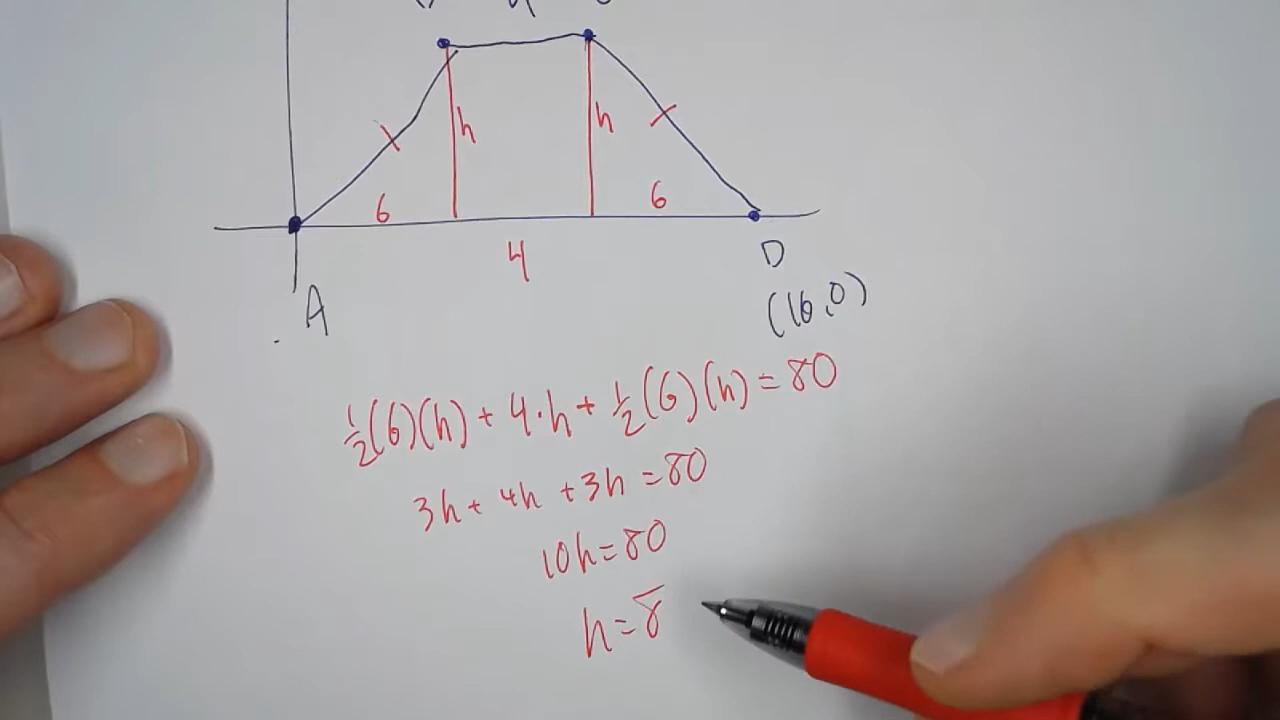 h h
6 6
4
A
D
(16,0)
½(6)(h) + 4·h + ½(6)(h) = 80
3h + 4h + 3h = 80
10h = 80
h = 8